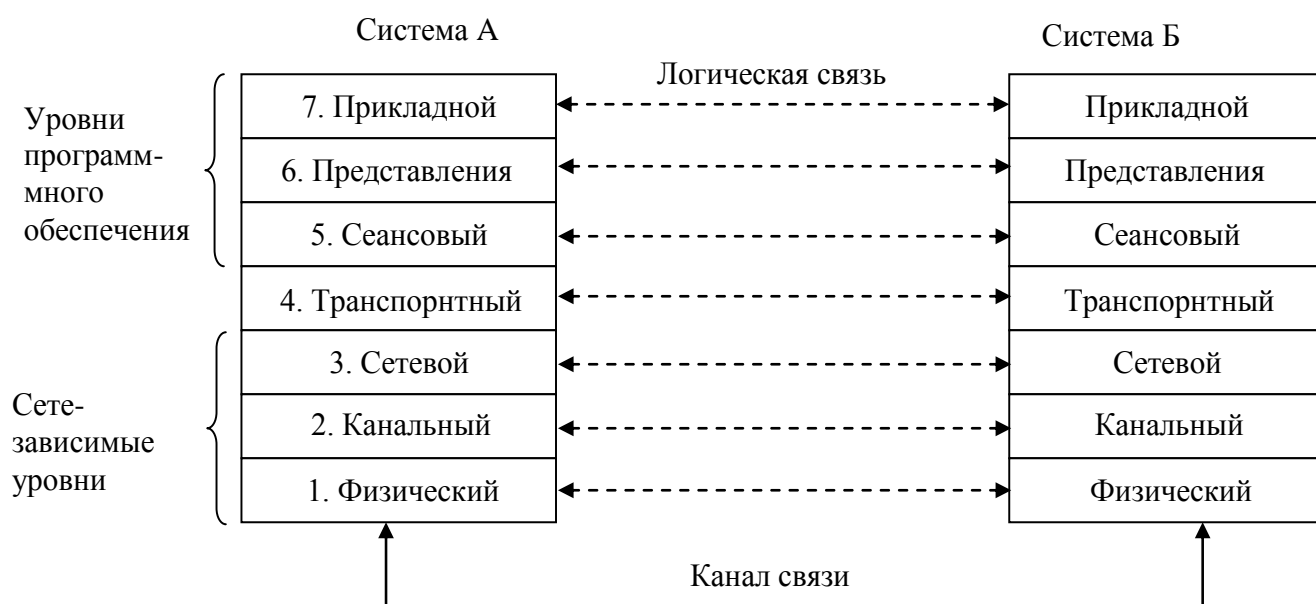 Система А
Система Б
Логическая связь
Уровни
программ-
много
обеспечения
7. Прикладной
Прикладной
6. Представления
Представления
5. Сеансовый
Сеансовый
4. Транспорнтный
Транспорнтный
Сете-
зависимые
уровни
3. Сетевой
Сетевой
2. Канальный
Канальный
1. Физический
Физический
Канал связи